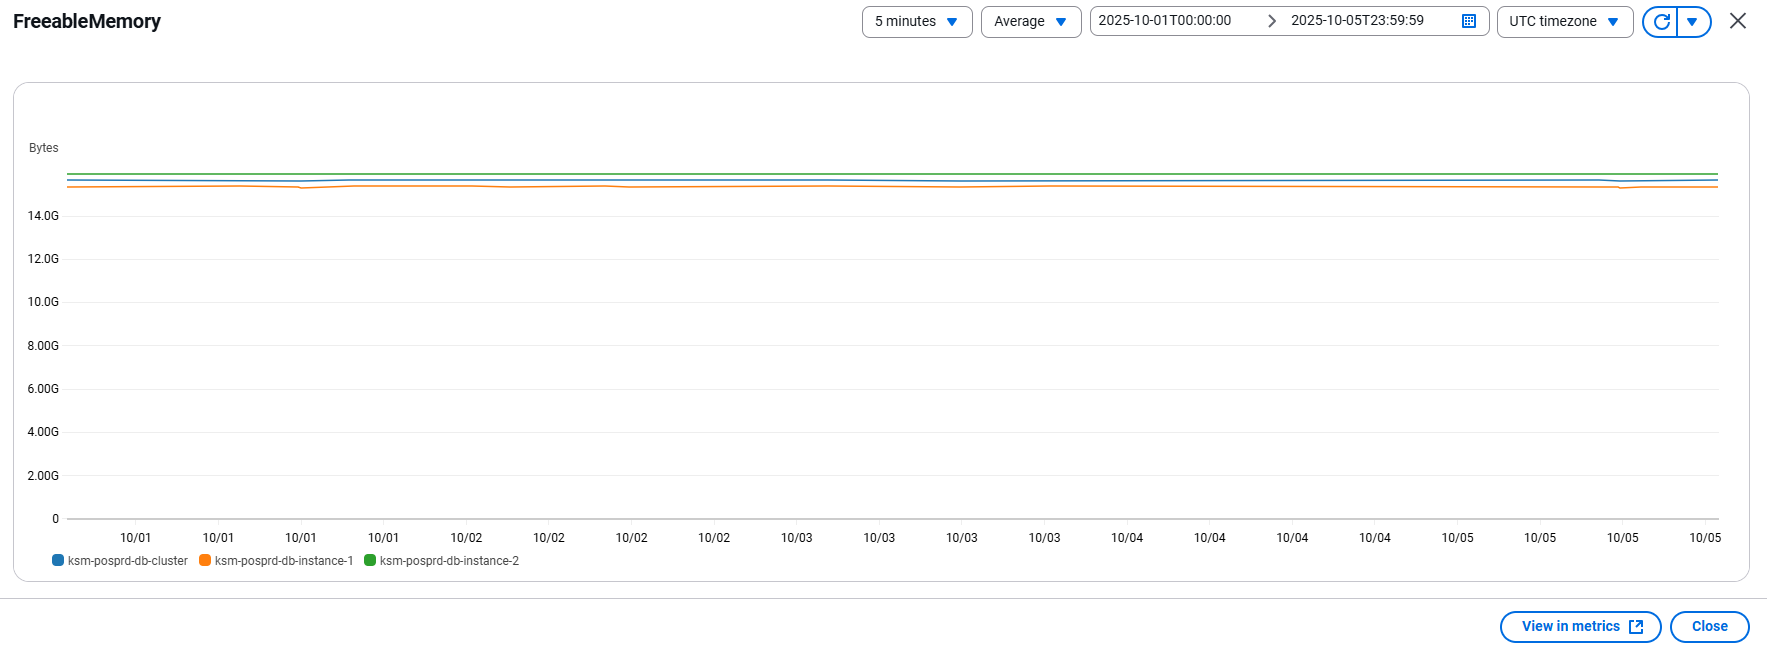 FreeableMemory
5 minutes
Average
2025-10-01T00:00:00
2025-10-05T23:59:59
UTC timezone
Bytes
14.0G
12.0G
10.0G
8.00G
6.00G
4.00G
2.00G
0
10/01 10/01 10/01 10/01 10/02 10/02 10/02 10/02 10/03 10/03 10/03 10/03 10/04 10/04 10/04 10/04 10/05 10/05 10/05 10/05
ksm-posprd-db-cluster ksm-posprd-db-instance-1 ksm-posprd-db-instance-2
View in metrics
Close